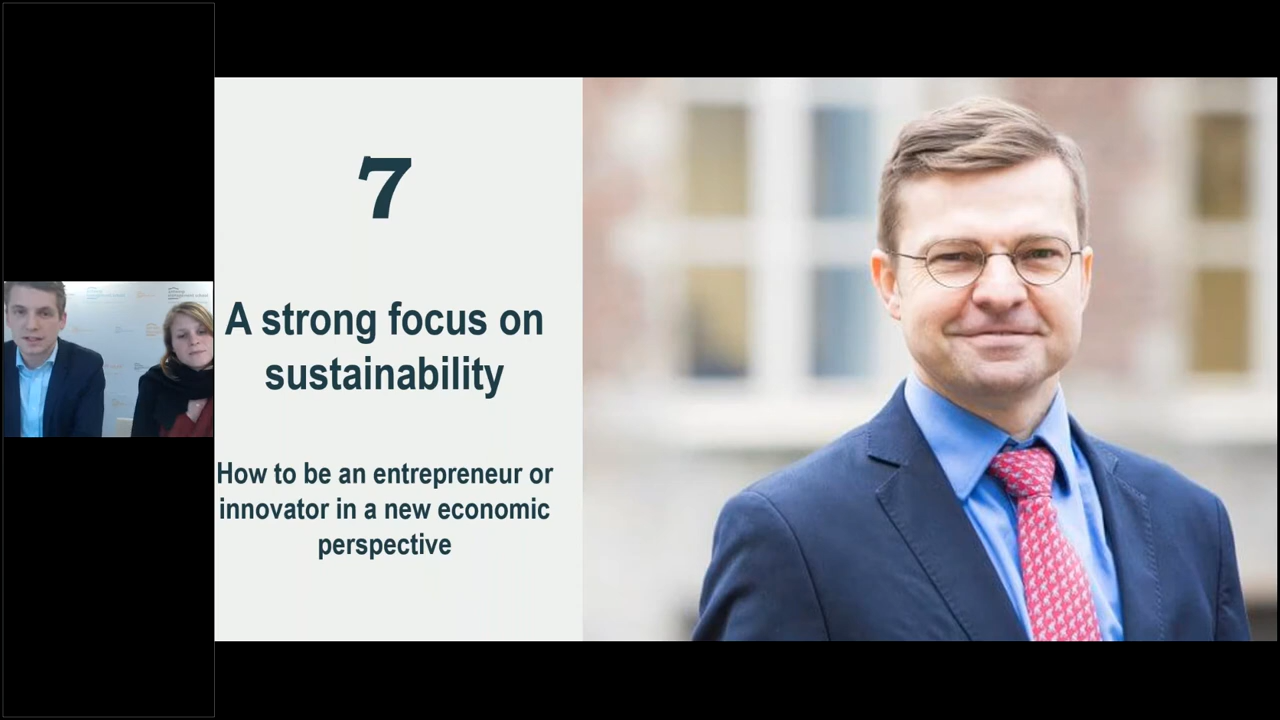 7
A strong focus on
sustainability
How to be an entrepreneur or
innovator in a new economic
perspective